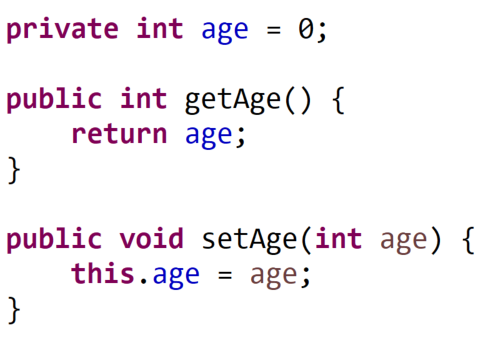 private int age = 0;
public int getAge() {
    return age;
}
public void setAge(int age) {
    this.age = age;
}